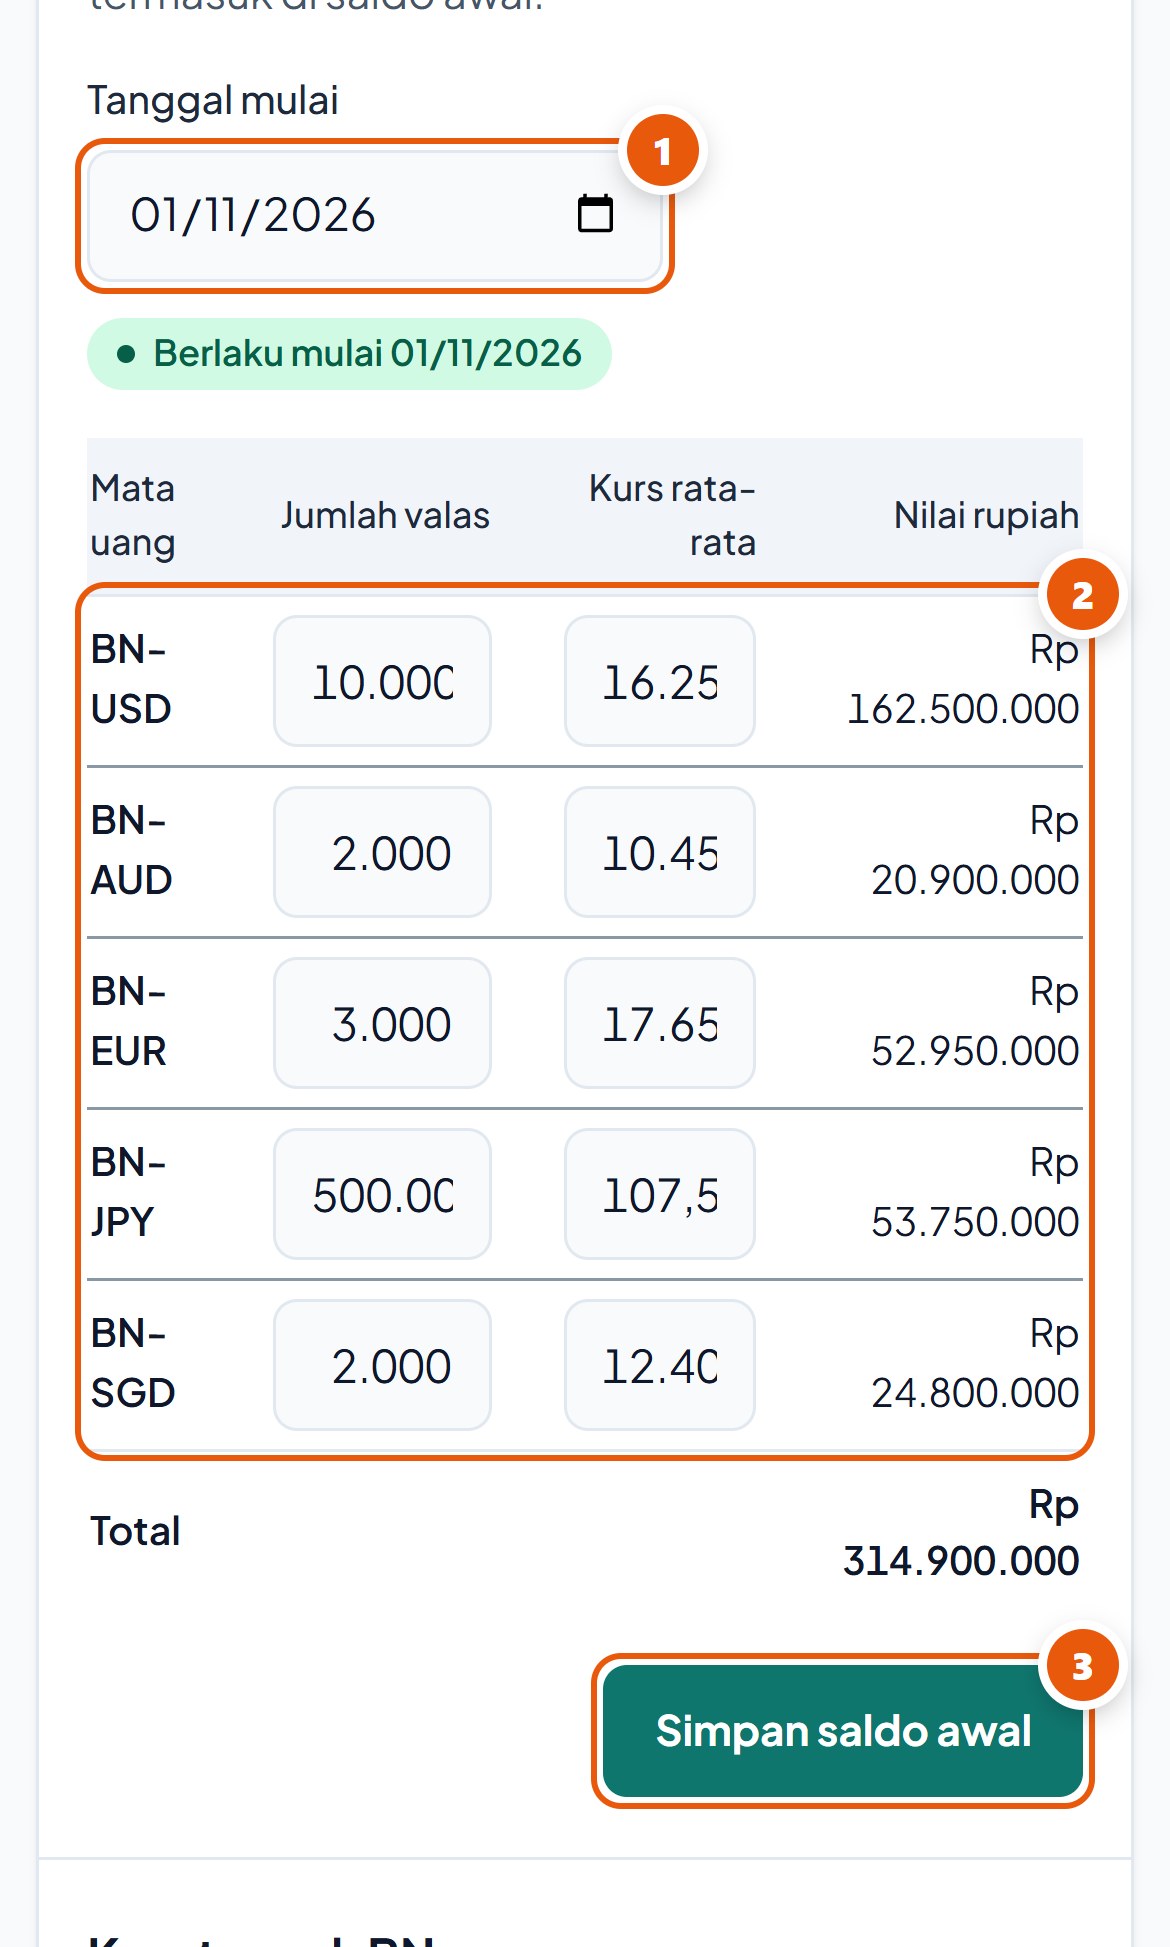 termasuk di saldo awal.
Tanggal mulai
1
01/11/2026
Berlaku mulai 01/11/2026
Mata uang
Jumlah valas
Kurs rata-rata
Nilai rupiah
2
BN-USD
10.000
16.25
Rp 162.500.000
BN-AUD
2.000
10.45
Rp 20.900.000
BN-EUR
3.000
17.65
Rp 52.950.000
BN-JPY
500.00
107,5
Rp 53.750.000
BN-SGD
2.000
12.40
Rp 24.800.000
Total
Rp 314.900.000
3
Simpan saldo awal